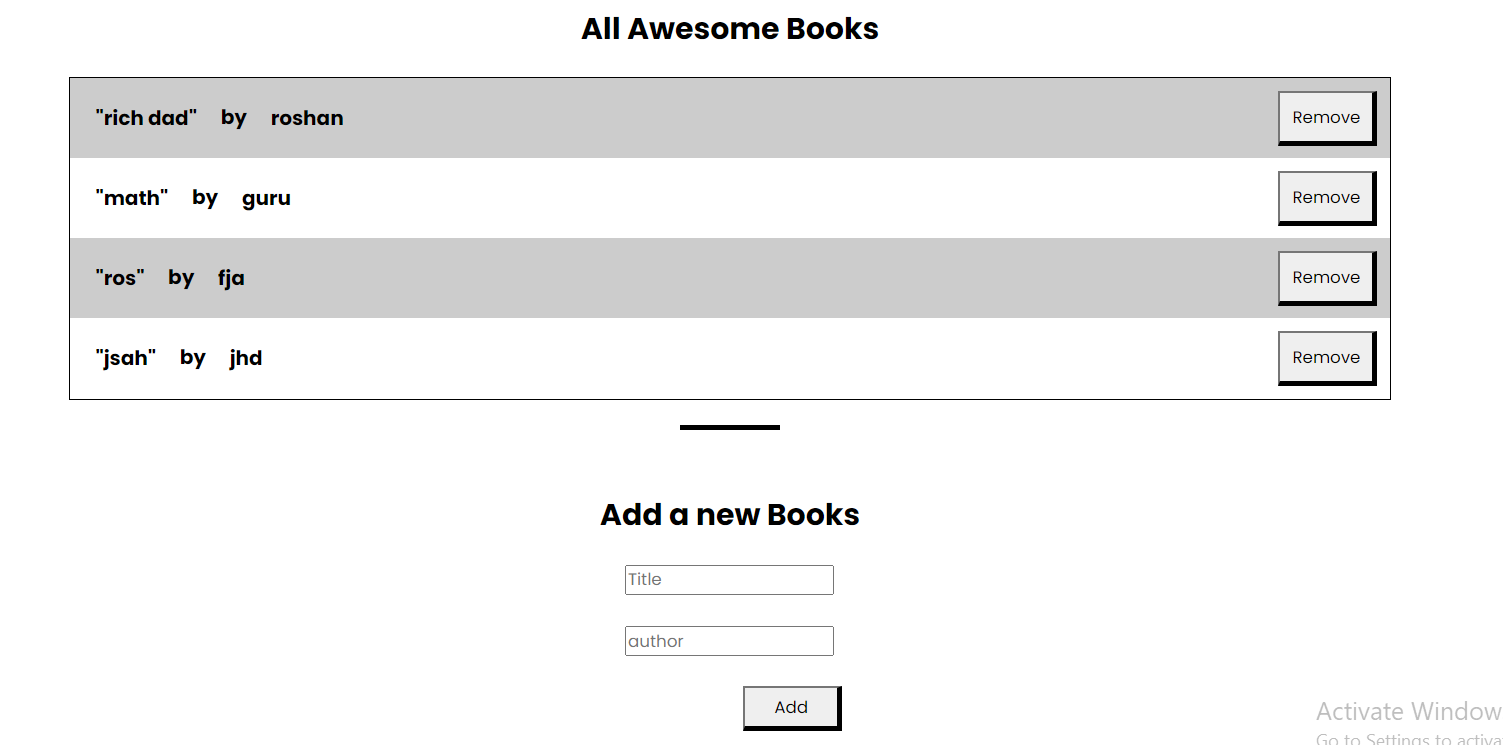 All Awesome Books
"rich dad" by roshan Remove
"math" by guru Remove
"ros" by fja Remove
"jsah" by jhd Remove
Add a new Books
Title
author
Add
Activate Window
Go to Settings to activa